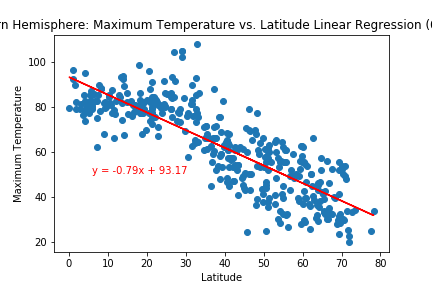 Hemisphere: Maximum Temperature vs. Latitude Linear Regression
100
80
60
40
20
Maximum Temperature
y = -0.79x + 93.17
0 10 20 30 40 50 60 70 80
Latitude